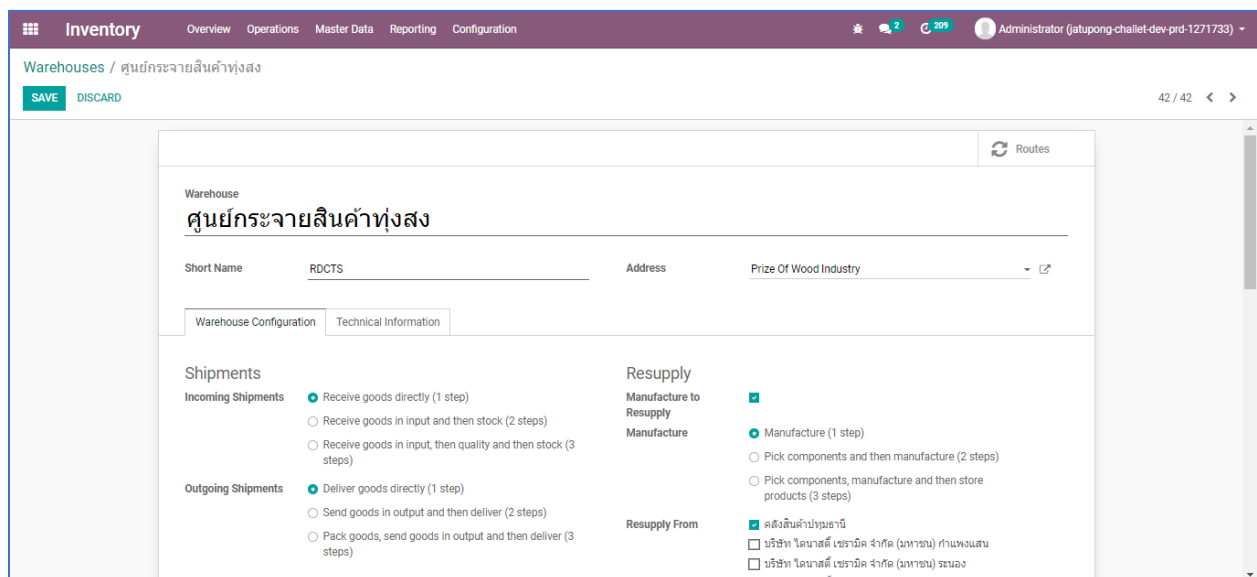 Inventory Overview Operations Master Data Reporting Configuration 2 209 Administrator (jatupong-challet-dev-prd-1271733)
Warehouses / ศูนย์กระจายสินค้าทุ่งสง
SAVE DISCARD 42 / 42
Routes
Warehouse
ศูนย์กระจายสินค้าทุ่งสง
Short Name RDCTS Address Prize Of Wood Industry
Warehouse Configuration Technical Information
Shipments Resupply
Incoming Shipments Receive goods directly (1 step) Manufacture to
Resupply
Receive goods in input and then stock (2 steps)
Manufacture Manufacture (1 step)
Receive goods in input, then quality and then stock (3
steps)
Pick components and then manufacture (2 steps)
Outgoing Shipments Deliver goods directly (1 step) Pick components, manufacture and then store
products (3 steps)
Send goods in output and then deliver (2 steps)
Resupply From คลังสินค้าปทุมธานี
Pack goods, send goods in output and then deliver (3
steps)
บริษัท ไดนาสตี้ เซรามิค จำกัด (มหาชน) กำแพงแสน
บริษัท ไดนาสตี้ เซรามิค จำกัด (มหาชน) ระนอง